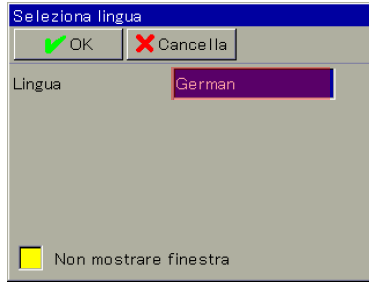 Seleziona lingua
OK Cancella
Lingua German
Non mostrare finestra